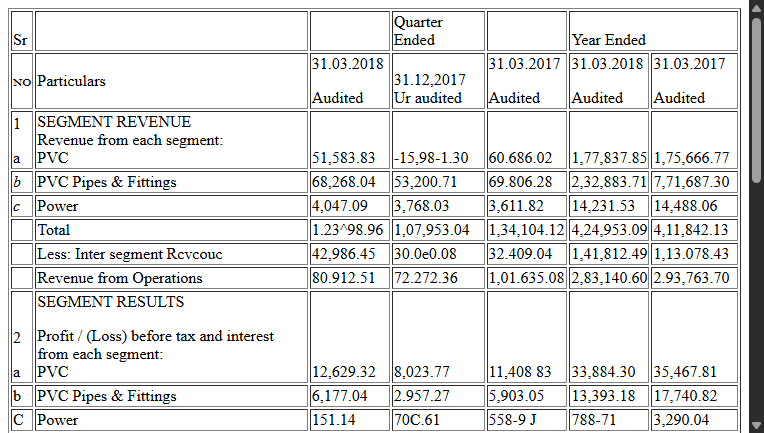 Quarter Ended
Sr Year Ended
NO Particulars 31.03.2018 Audited 31.12,2017 Ur audited 31.03.2017 Audited 31.03.2018 Audited 31.03.2017 Audited
1 SEGMENT REVENUE
Revenue from each segment:
a PVC 51,583.83 -15,98-1.30 60.686.02 1,77,837.85 1,75,666.77
b PVC Pipes & Fittings 68,268.04 53,200.71 69.806.28 2,32,883.71 7,71,687.30
c Power 4,047.09 3,768.03 3,611.82 14,231.53 14,488.06
Total 1.23^98.96 1,07,953.04 1,34,104.12 4,24,953.09 4,11,842.13
Less: Inter segment Rcvcouc 42,986.45 30.0e0.08 32.409.04 1,41,812.49 1,13.078.43
Revenue from Operations 80.912.51 72.272.36 1,01.635.08 2,83,140.60 2.93,763.70
SEGMENT RESULTS
2 Profit / (Loss) before tax and interest
from each segment:
a PVC 12,629.32 8,023.77 11,408 83 33,884.30 35,467.81
b PVC Pipes & Fittings 6,177.04 2.957.27 5,903.05 13,393.18 17,740.82
C Power 151.14 70C.61 558-9 J 788-71 3,290.04